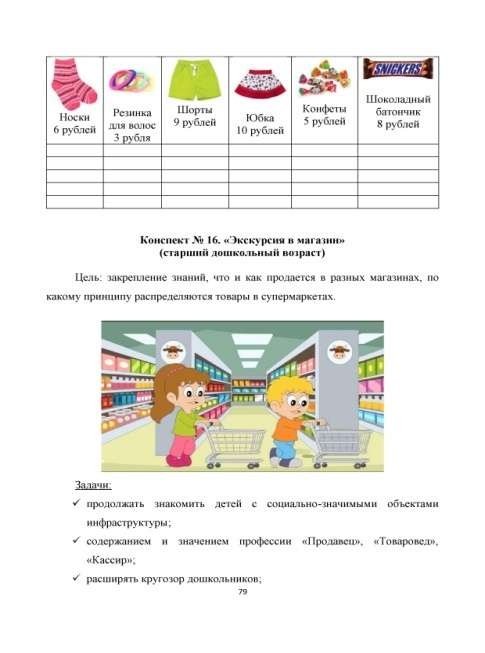 SNICKERS
Носки
6 рублей
Резинка
для волос
3 рубля
Шорты
9 рублей
Юбка
10 рублей
Конфеты
5 рублей
Шоколадный
батончик
8 рублей
Конспект № 16. «Экскурсия в магазин»
(старший дошкольный возраст)
Цель: закрепление знаний, что и как продается в разных магазинах, по
какому принципу распределяются товары в супермаркетах.
Задачи:
✓ продолжать знакомить детей с социально-значимыми объектами
инфраструктуры;
✓ содержанием и значением профессии «Продавец», «Товаровед»,
«Кассир»;
✓ расширять кругозор дошкольников;
79